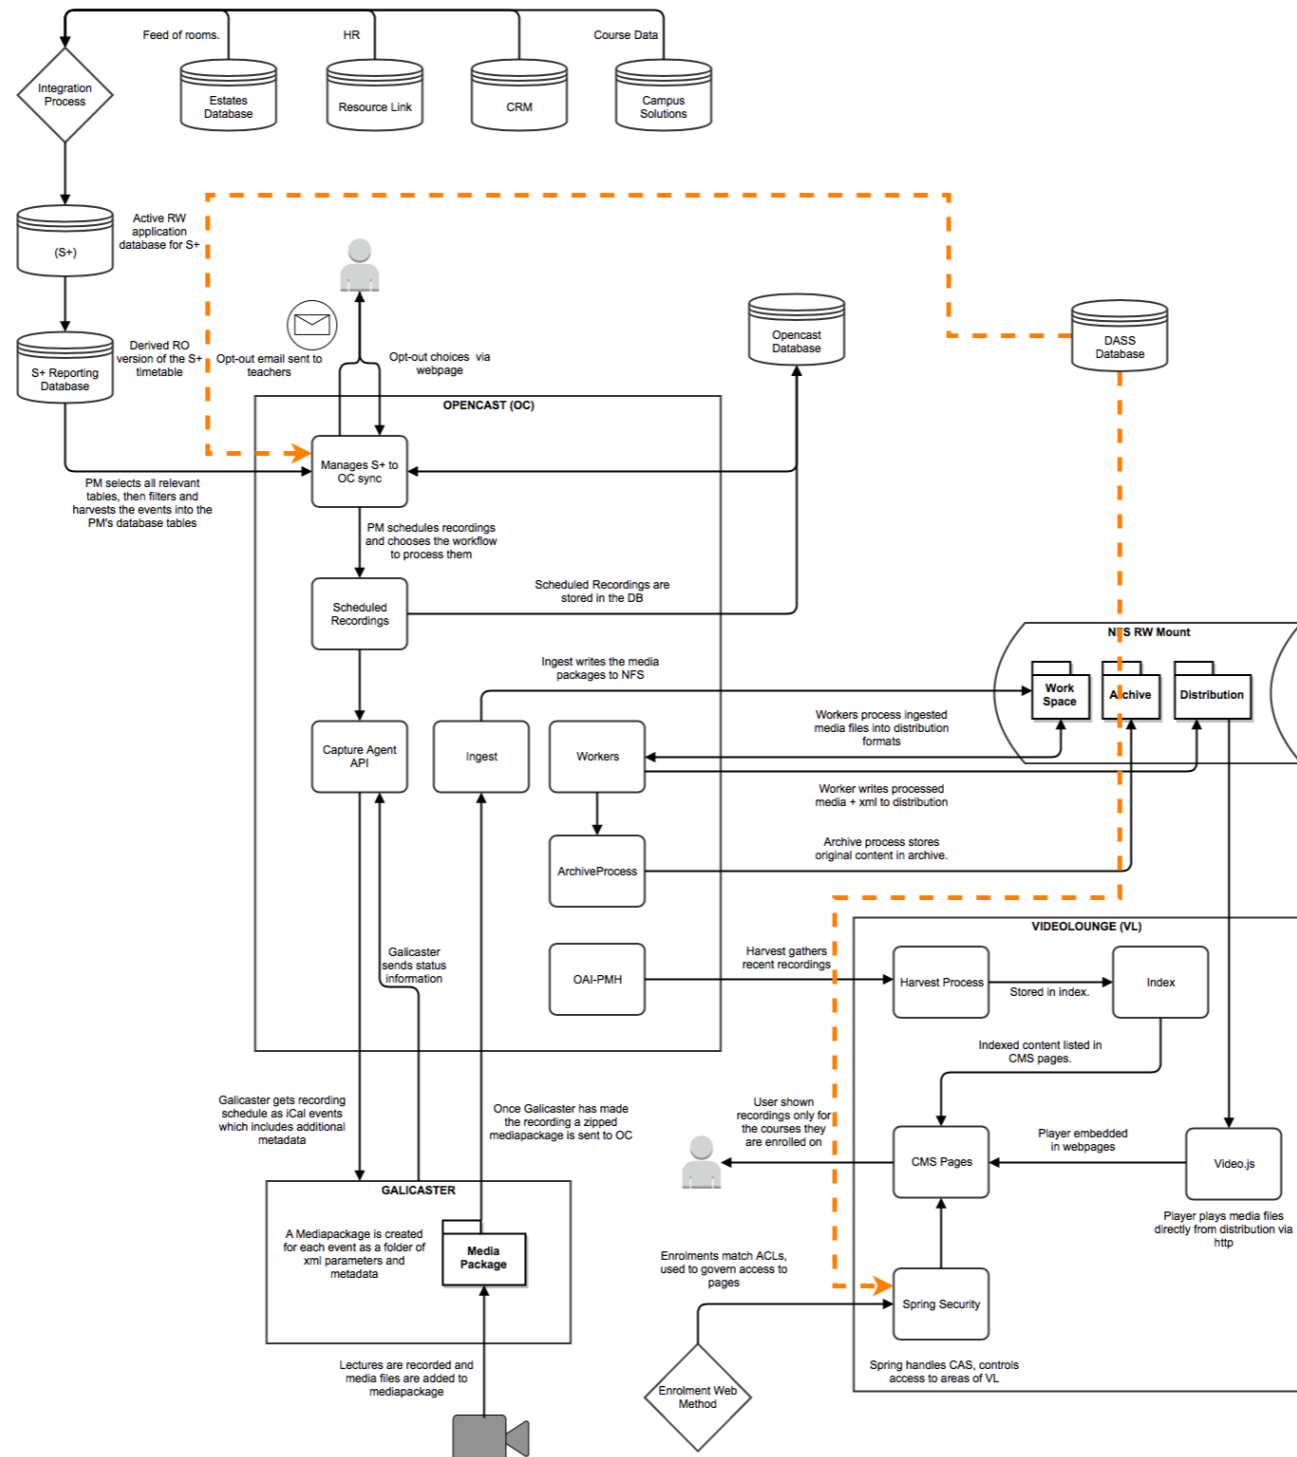 Feed of rooms.
HR
Course Data
Integration
Process
Estates
Database
Resource Link
CRM
Campus
Solutions
(S+)
Active RW
application
database for S+
S+ Reporting
Database
Derived RO
version of the S+
timetable
Opt-out email sent to
teachers
Opt-out choices via
webpage
Opencast
Database
DASS
Database
OPENCAST (OC)
Manages S+ to
OC sync
PM selects all relevant
tables, then filters and
harvests the events into the
PM's database tables
PM schedules recordings
and chooses the workflow
to process them
Scheduled
Recordings
Scheduled Recordings are
stored in the DB
NFS RW Mount
Work
Space
Archive
Distribution
Ingest writes the media
packages to NFS
Capture Agent
API
Ingest
Workers
Workers process ingested
media files into distribution
formats
Worker writes processed
media + xml to distribution
ArchiveProcess
Archive process stores
original content in archive.
OAI-PMH
Galicaster
sends status
information
Harvest gathers
recent recordings
VIDEOLOUNGE (VL)
Harvest Process
Stored in index.
Index
Indexed content listed in
CMS pages.
Galicaster gets recording
schedule as iCal events
which includes additional
metadata
Once Galicaster has made
the recording a zipped
mediapackage is sent to OC
User shown
recordings only for
the courses they
are enrolled on
CMS Pages
Player embedded
in webpages
Video.js
Player plays media files
directly from distribution via
http
GALICASTER
A Mediapackage is created
for each event as a folder of
xml parameters and
metadata
Media
Package
Enrolments match ACLs,
used to govern access to
pages
Spring Security
Spring handles CAS, controls
access to areas of VL
Lectures are recorded and
media files are added to
mediapackage
Enrolment Web
Method